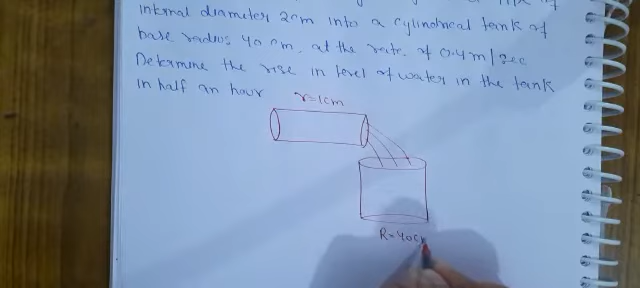 internal diameter 2cm into a cylindrical tank of
base radius 40 cm. at the rate of 0.4m/sec
Determine the rise in level of water in the tank
in half an hour
r=1cm
R=40c